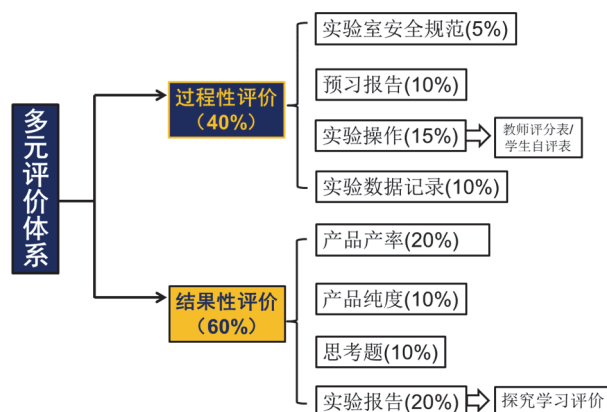 多元评价体系
过程性评价
（40%）
实验室安全规范(5%)
预习报告(10%)
实验操作(15%)
教师评分表/
学生自评表
实验数据记录(10%)
结果性评价
（60%）
产品产率(20%)
产品纯度(10%)
思考题(10%)
实验报告(20%)
探究学习评价